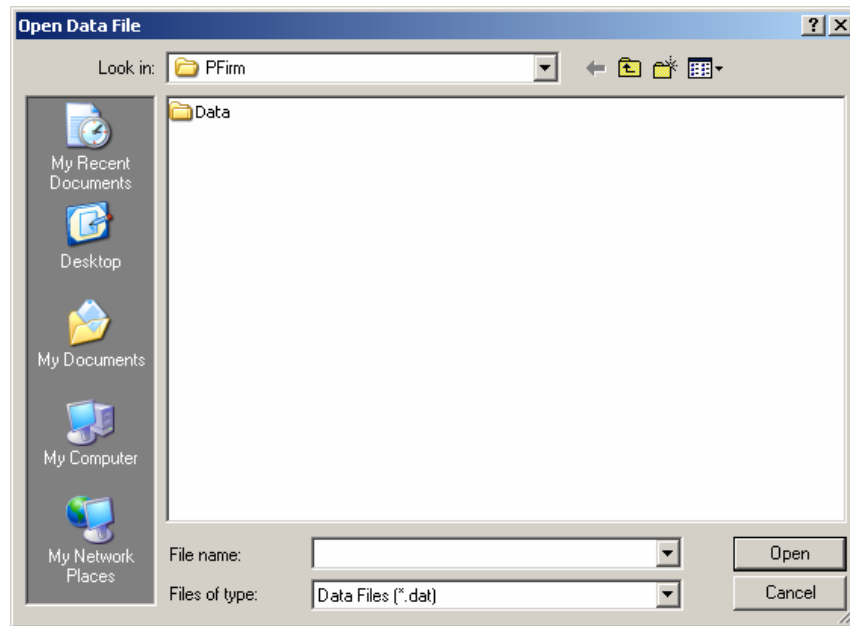 Open Data File
Look in:
PFirm
Data
My Recent
Documents
Desktop
My Documents
My Computer
My Network
Places
File name:
Open
Files of type:
Data Files (*.dat)
Cancel